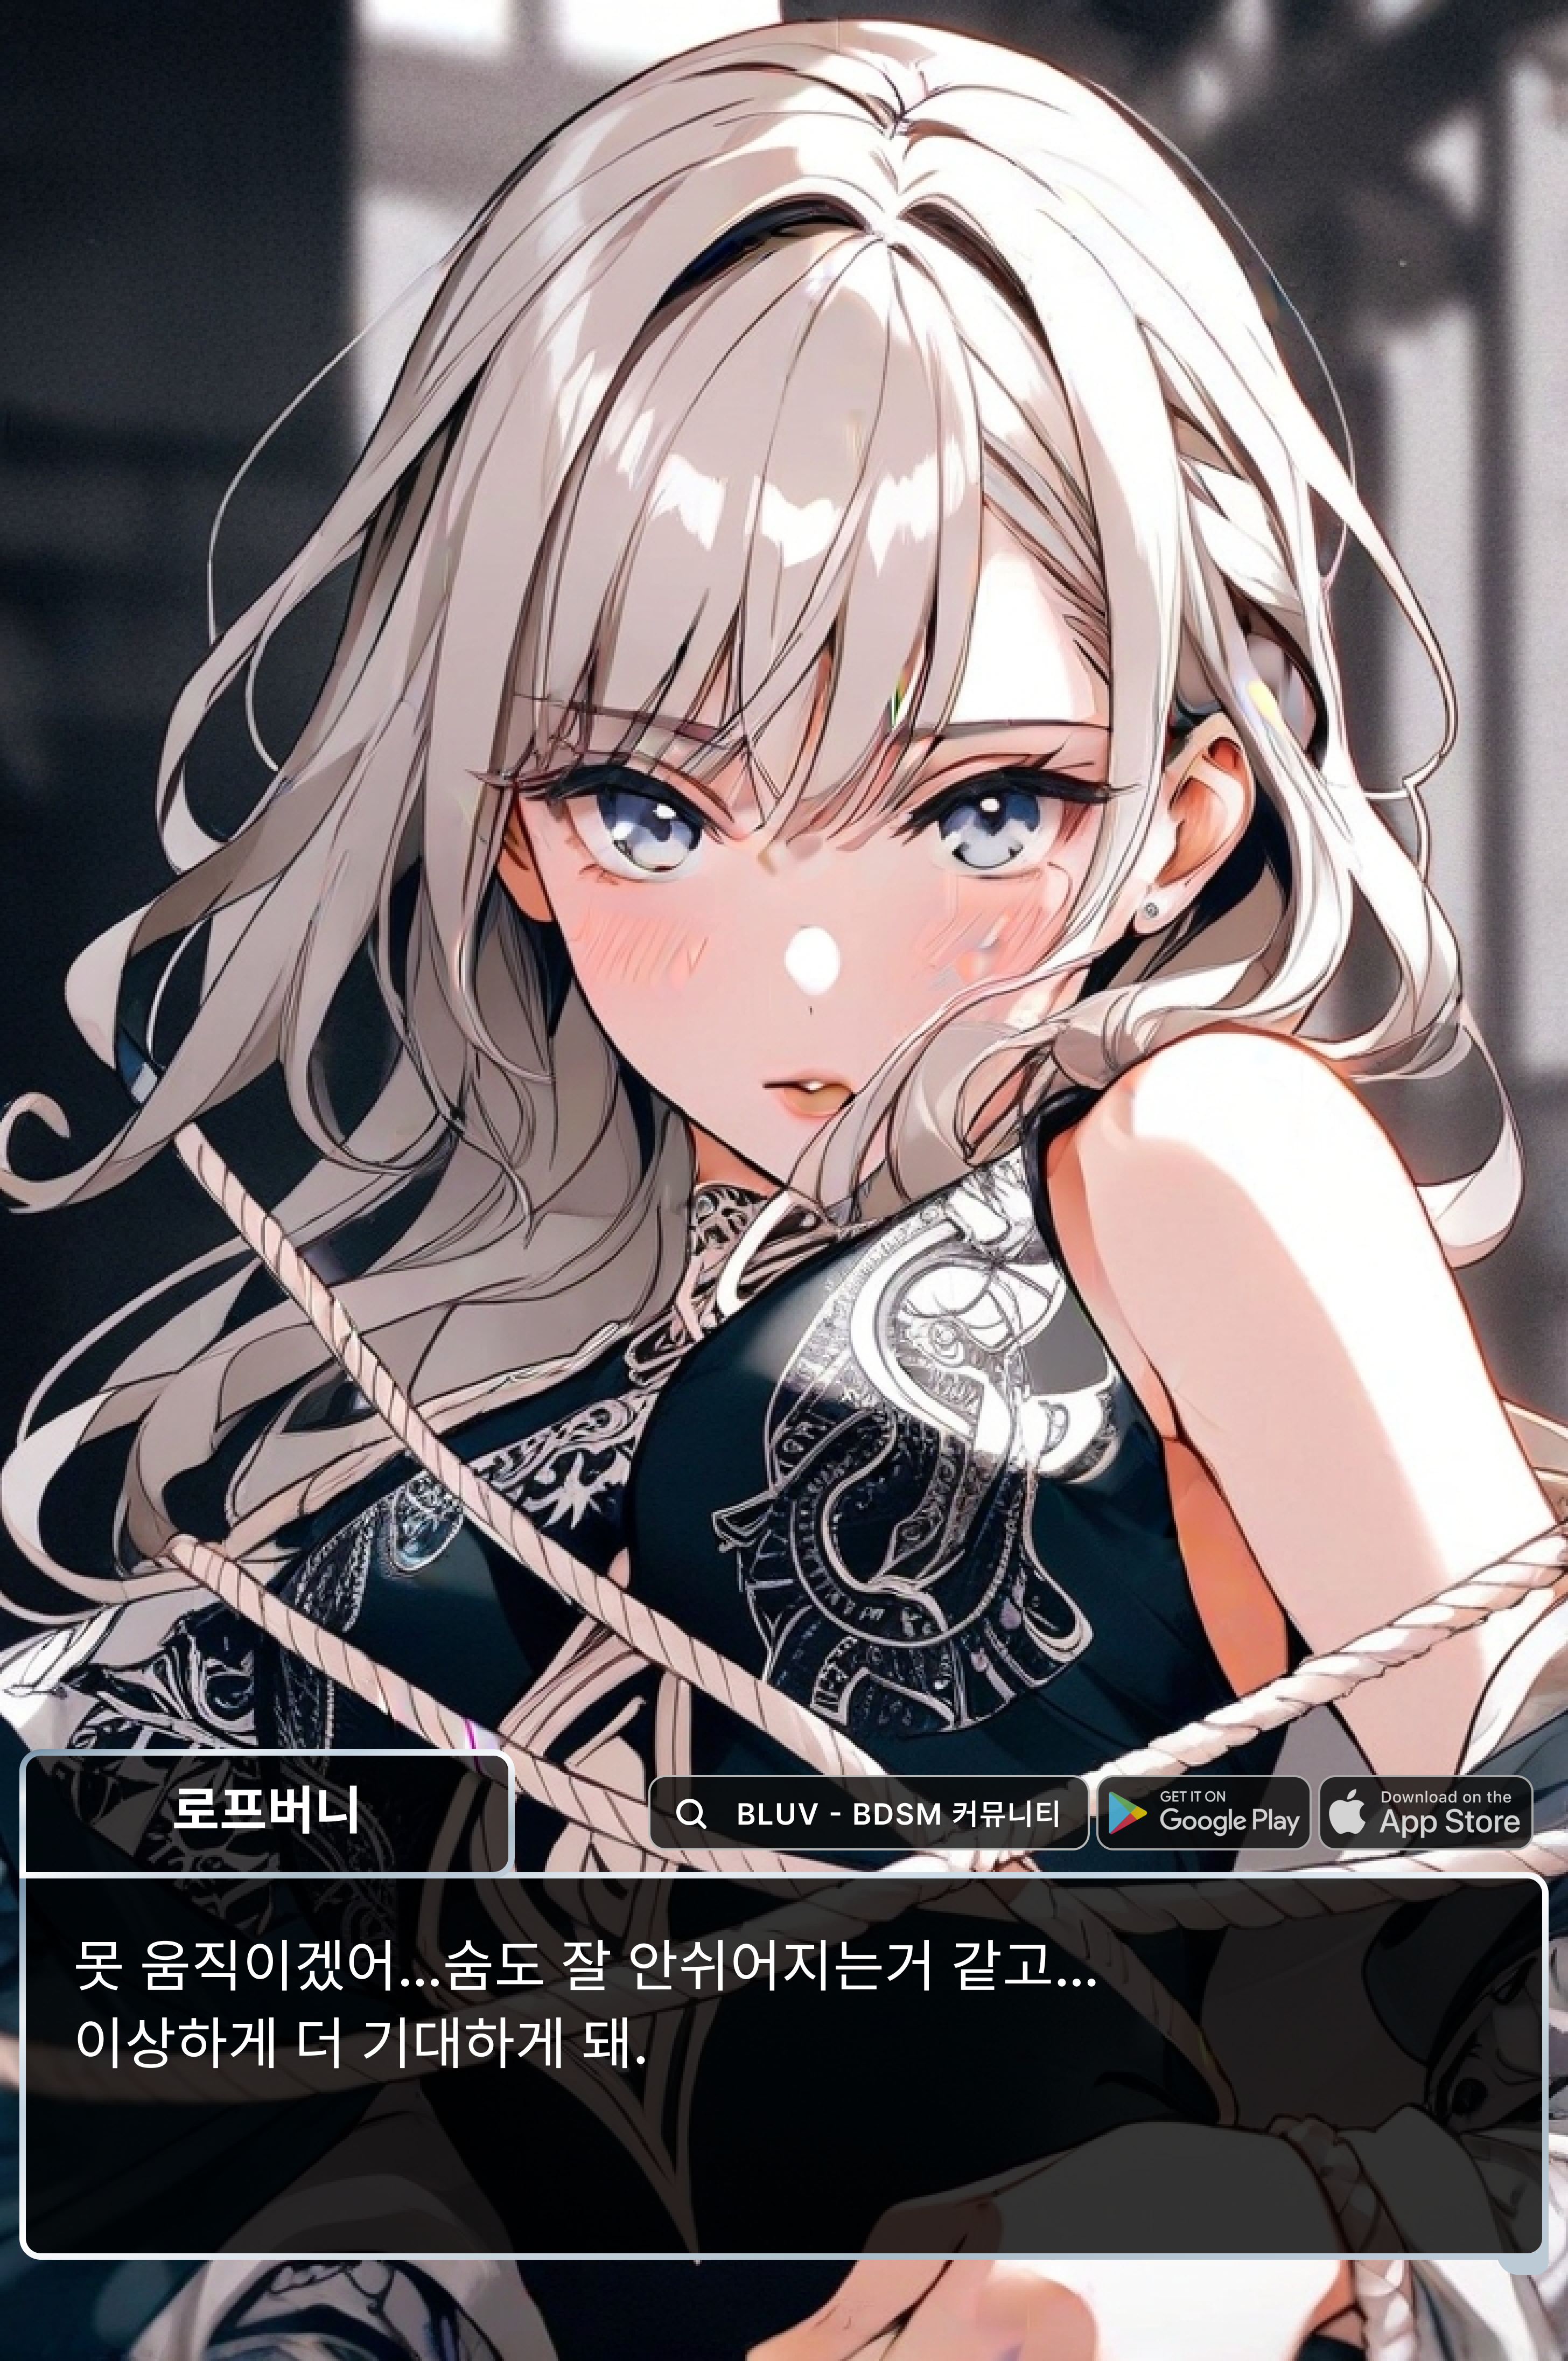 로프버니
BLUV - BDSM 커뮤니티
GET IT ON
Google Play
Download on the
App Store
못 움직이겠어...숨도 잘 안쉬어지는거 같고...
이상하게 더 기대하게 돼.